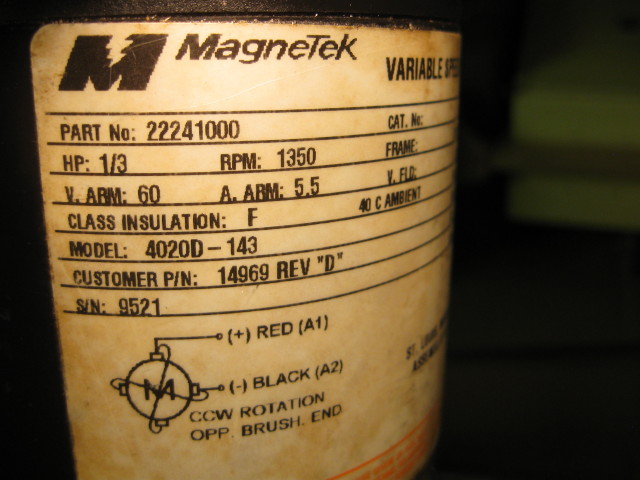 MagneTek
VARIABLE
PART No: 22241000 CAT. No:
HP: 1/3 RPM: 1350 FRAME:
V. ARM: 60 A. ARM: 5.5 V. FLD:
CLASS INSULATION: F 40 C AMBIENT
MODEL: 4020D-143
CUSTOMER P/N: 14969 REV "D"
S/N: 9521
(+) RED (A1)
(-) BLACK (A2)
CCW ROTATION
OPP. BRUSH. END